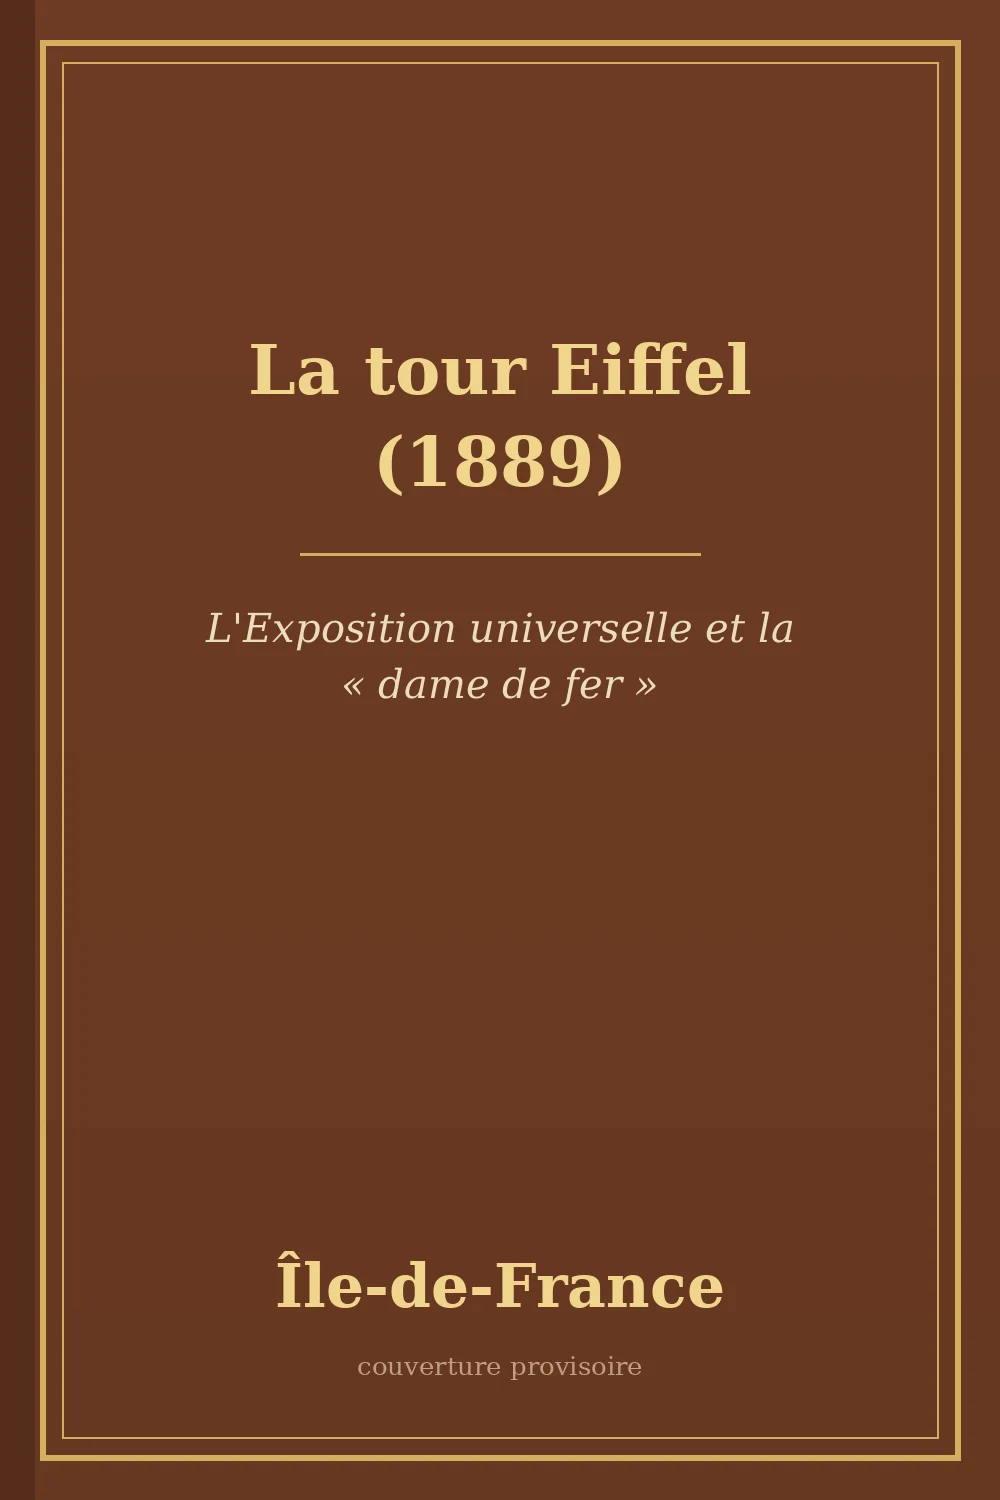 La tour Eiffel
(1889)
L'Exposition universelle et la
« dame de fer »
Île-de-France
couverture provisoire